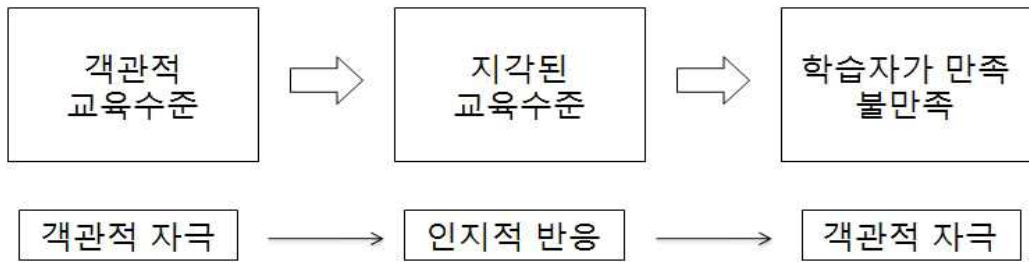 객관적
교육수준
지각된
교육수준
학습자가 만족
불만족
객관적 자극
인지적 반응
객관적 자극